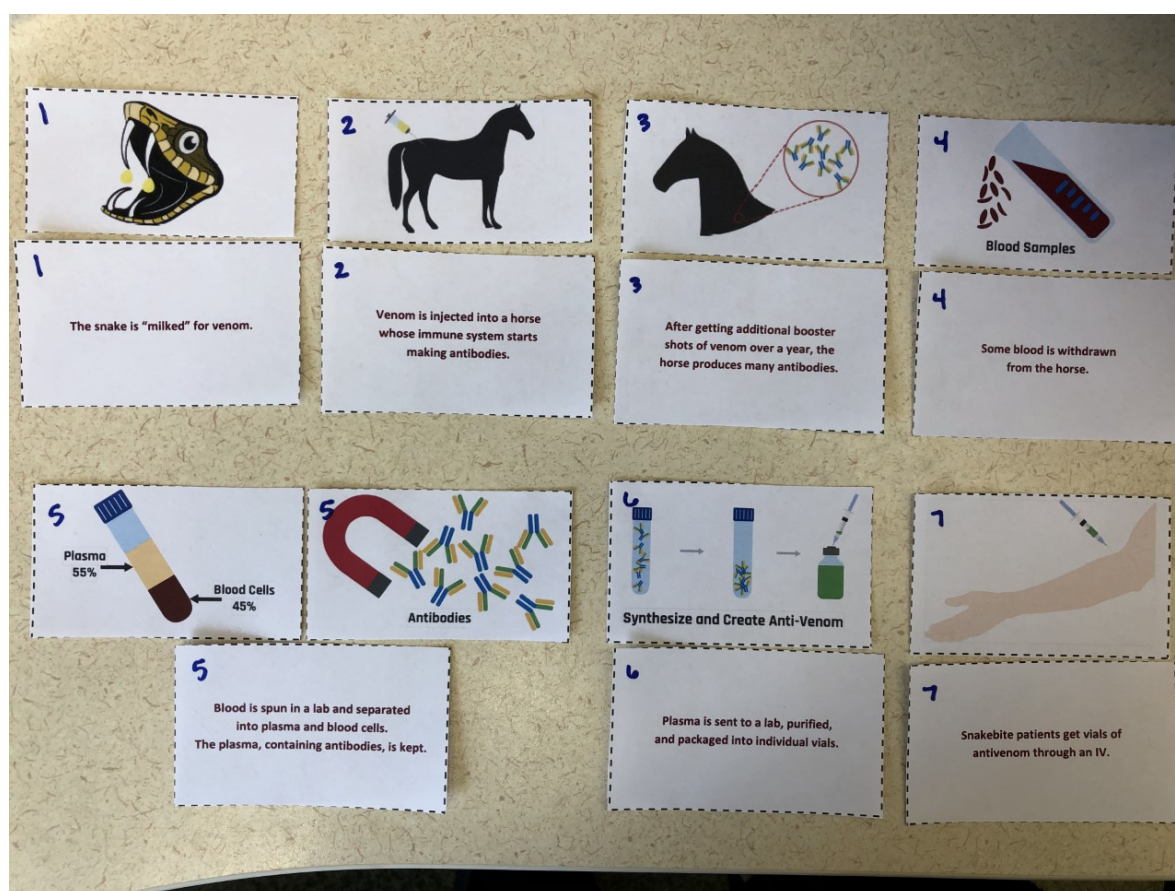 1
2
3
4
Blood Samples
1
The snake is “milked” for venom.
2
Venom is injected into a horse
whose immune system starts
making antibodies.
3
After getting additional booster
shots of venom over a year, the
horse produces many antibodies.
4
Some blood is withdrawn
from the horse.
5
Plasma
55%
Blood Cells
45%
5
Antibodies
6
Synthesize and Create Anti-Venom
7
5
Blood is spun in a lab and separated
into plasma and blood cells.
The plasma, containing antibodies, is kept.
6
Plasma is sent to a lab, purified,
and packaged into individual vials.
7
Snakebite patients get vials of
antivenom through an IV.